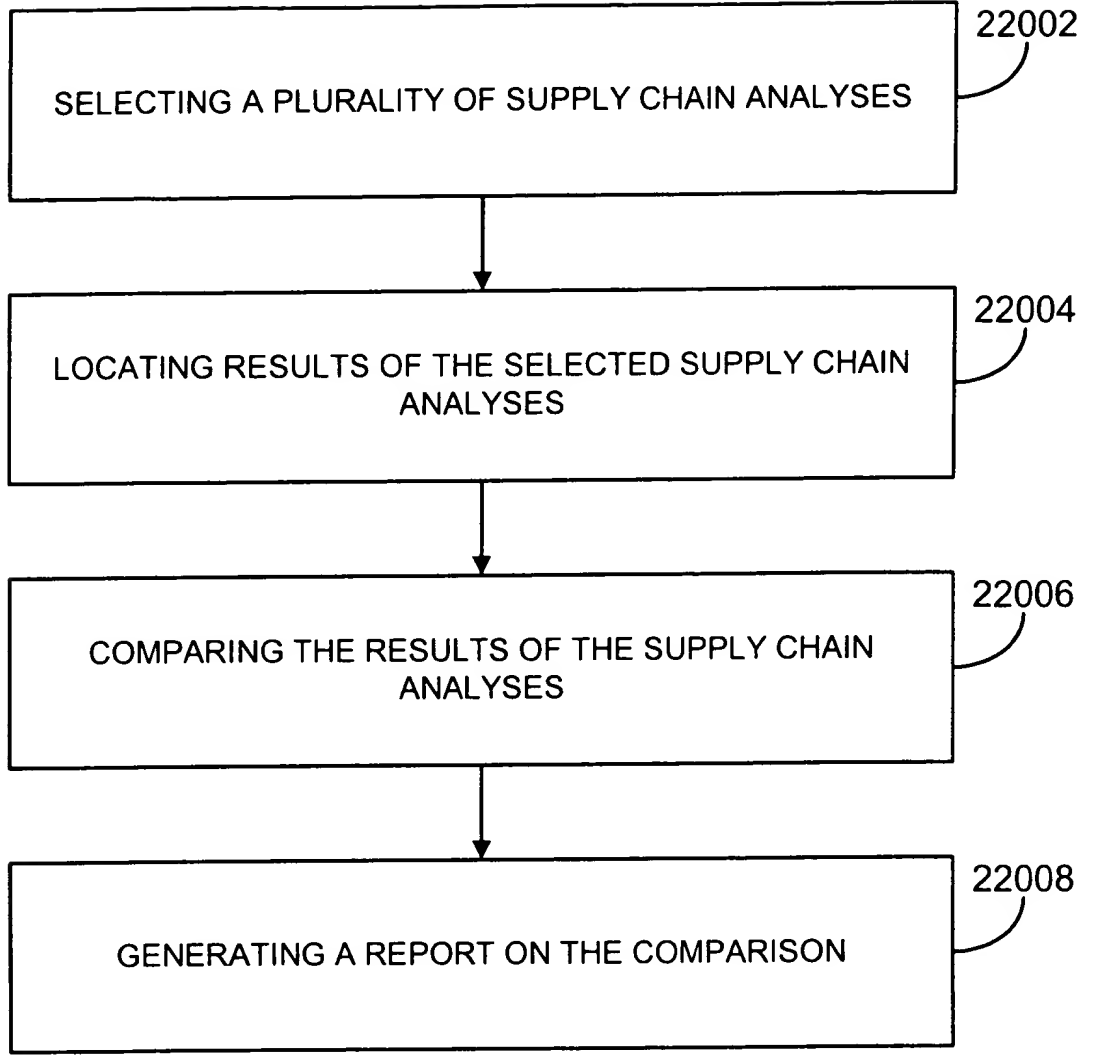 22002
SELECTING A PLURALITY OF SUPPLY CHAIN ANALYSES
22004
LOCATING RESULTS OF THE SELECTED SUPPLY CHAIN
ANALYSES
22006
COMPARING THE RESULTS OF THE SUPPLY CHAIN
ANALYSES
22008
GENERATING A REPORT ON THE COMPARISON